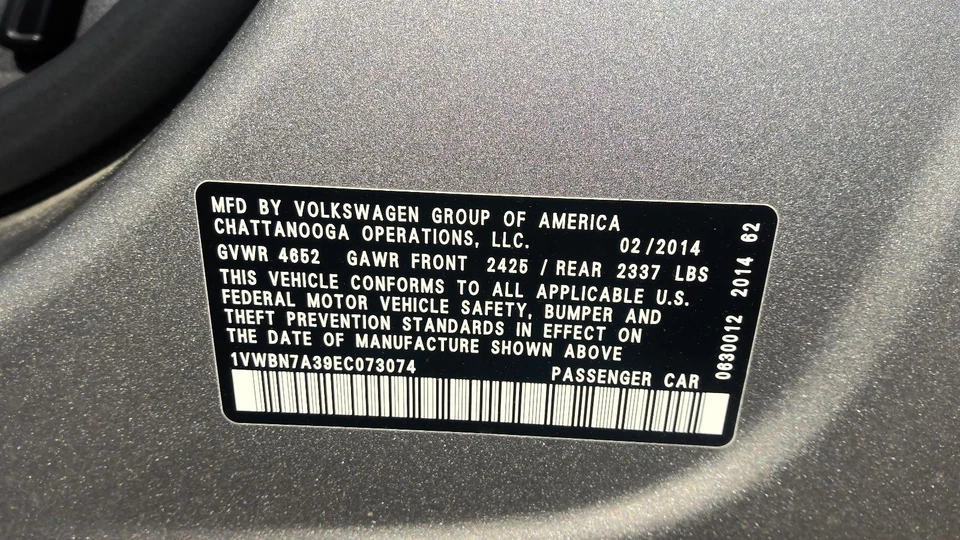 MFD BY VOLKSWAGEN GROUP OF AMERICA
CHATTANOOGA OPERATIONS, LLC. 02/2014
GVWR 4652 GAWR FRONT 2425 / REAR 2337 LBS
THIS VEHICLE CONFORMS TO ALL APPLICABLE U.S.
FEDERAL MOTOR VEHICLE SAFETY, BUMPER AND
THEFT PREVENTION STANDARDS IN EFFECT ON
THE DATE OF MANUFACTURE SHOWN ABOVE
1VWBN7A39EC073074 PASSENGER CAR
0630012 2014 62